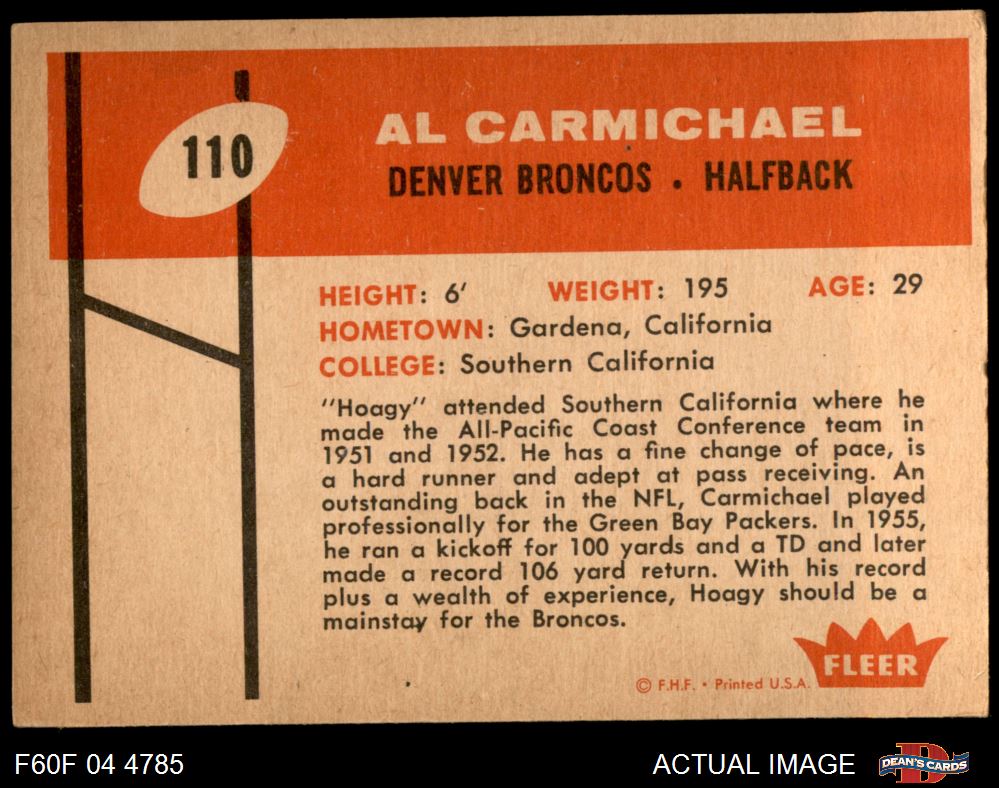 110
AL CARMICHAEL
DENVER BRONCOS . HALFBACK
HEIGHT: 6' WEIGHT: 195 AGE: 29
HOMETOWN: Gardena, California
COLLEGE: Southern California
"Hoagy" attended Southern California where he
made the All-Pacific Coast Conference team in
1951 and 1952. He has a fine change of pace, is
a hard runner and adept at pass receiving. An
outstanding back in the NFL, Carmichael played
professionally for the Green Bay Packers. In 1955,
he ran a kickoff for 100 yards and a TD and later
made a record 106 yard return. With his record
plus a wealth of experience, Hoagy should be a
mainstay for the Broncos.
FLEER
© F.H.F. • Printed U.S.A.
F60F 04 4785
ACTUAL IMAGE
D
DEAN'S CARDS